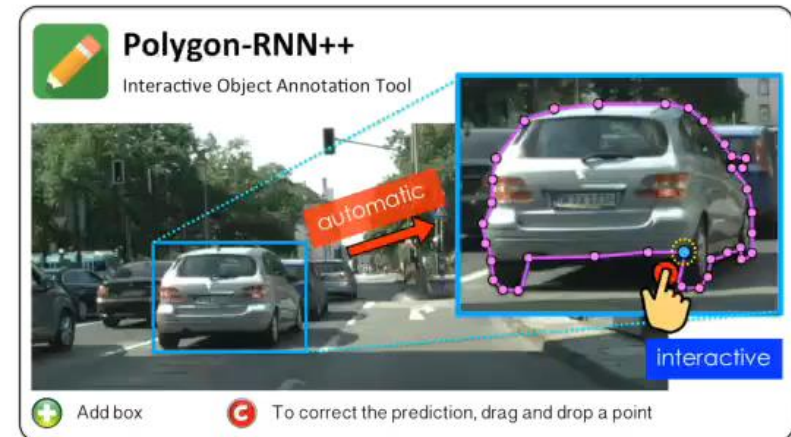 Polygon-RNN++
Interactive Object Annotation Tool
automatic
interactive
Add box
C To correct the prediction, drag and drop a point